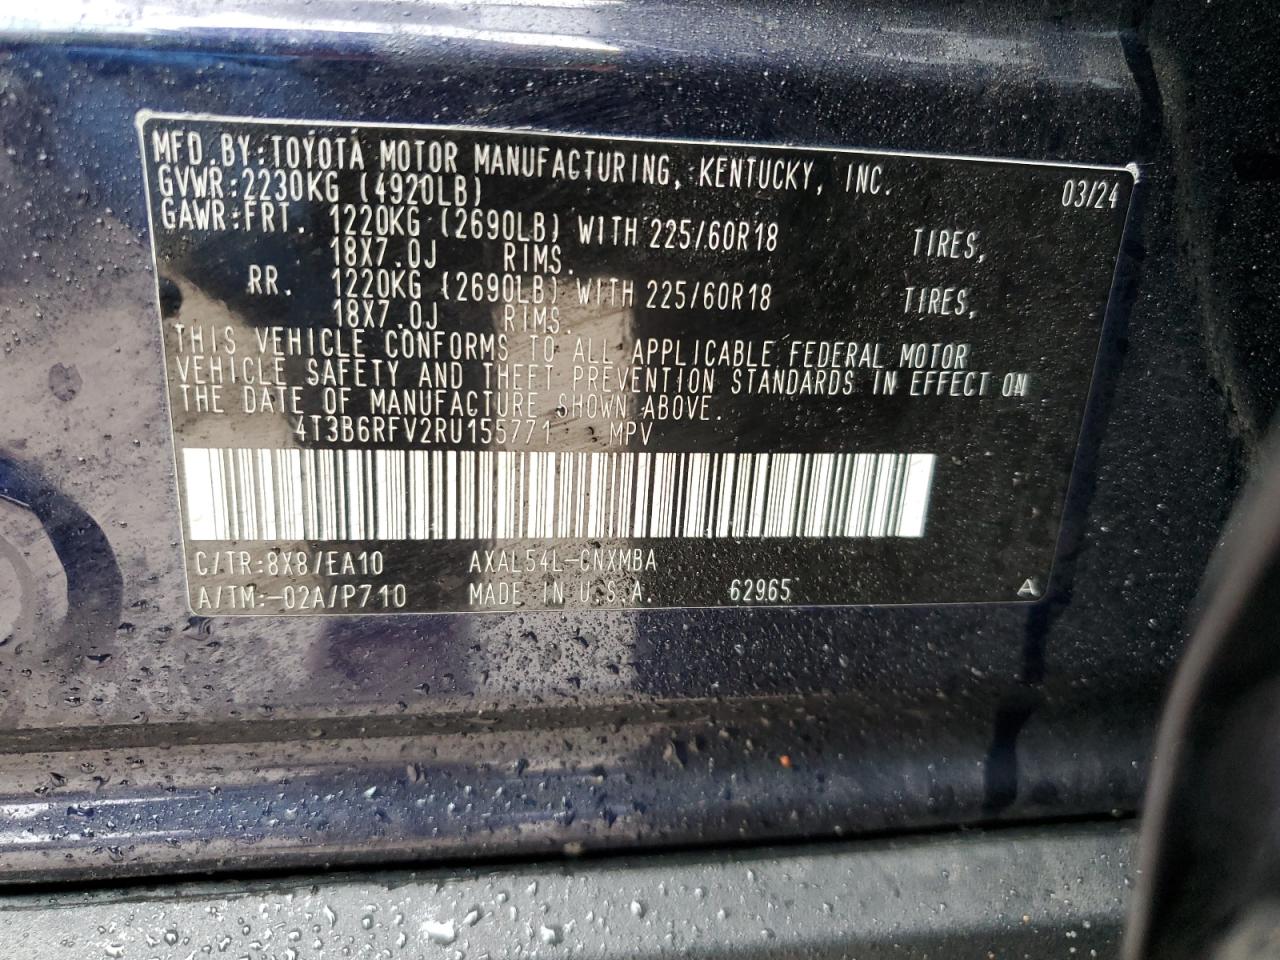 MFD.BY:TOYOTA MOTOR MANUFACTURING, KENTUCKY, INC. 03/24
GVWR:2230KG (4920LB)
GAWR:FRT. 1220KG (2690LB) WITH 225/60R18 TIRES,
18X7.0J RIMS.
RR. 1220KG (2690LB) WITH 225/60R18 TIRES,
18X7.0J RIMS.
THIS VEHICLE CONFORMS TO ALL APPLICABLE FEDERAL MOTOR
VEHICLE SAFETY AND THEFT PREVENTION STANDARDS IN EFFECT ON
THE DATE OF MANUFACTURE SHOWN ABOVE.
4T3B6RFV2RU155771 MPV
C/TR:8X8/EA10 AXAL54L-CNXMBA
A/TM:-02A/P710 MADE IN U.S.A. 62965 A